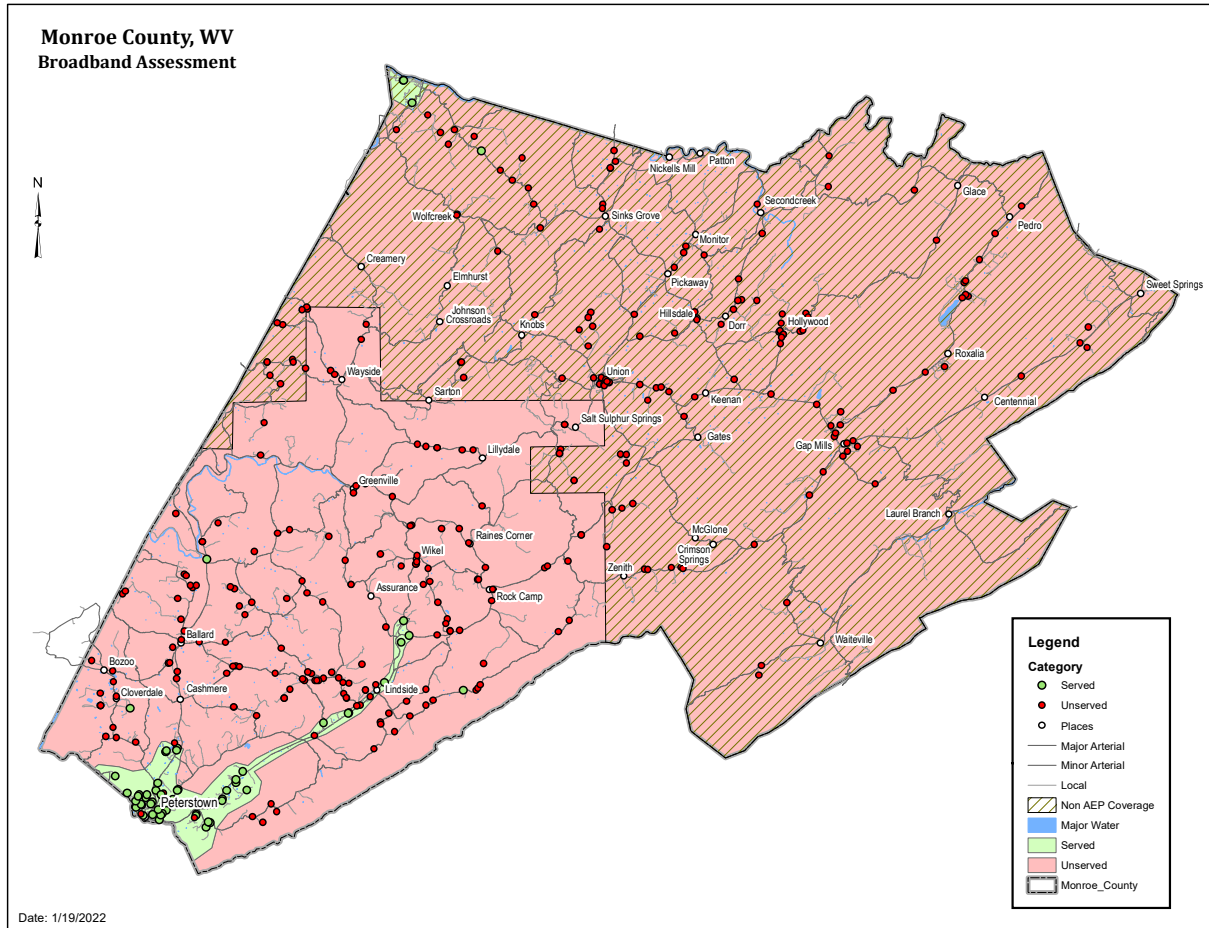 Monroe County, WV
Broadband Assessment
N
Nickells Mill
Patton
Glace
Secondcreek
Wolfcreek
Sinks Grove
Pedro
Monitor
Creamery
Pickaway
Elmhurst
Sweet Springs
Johnson
Crossroads
Hillsdale
Dorr
Hollywood
Knobs
Roxalia
Union
Wayside
Sarton
Keenan
Centennial
Salt Sulphur Springs
Gates
Gap Mills
Lillydale
Greenville
Laurel Branch
McGlone
Raines Corner
Crimson
Springs
Wikel
Zenith
Assurance
Rock Camp
Ballard
Waiteville
Bozoo
Cloverdale
Cashmere
Lindside
Peterstown
Legend
Category
Served
Unserved
Places
Major Arterial
Minor Arterial
Local
Non AEP Coverage
Major Water
Served
Unserved
Monroe_County
Date: 1/19/2022